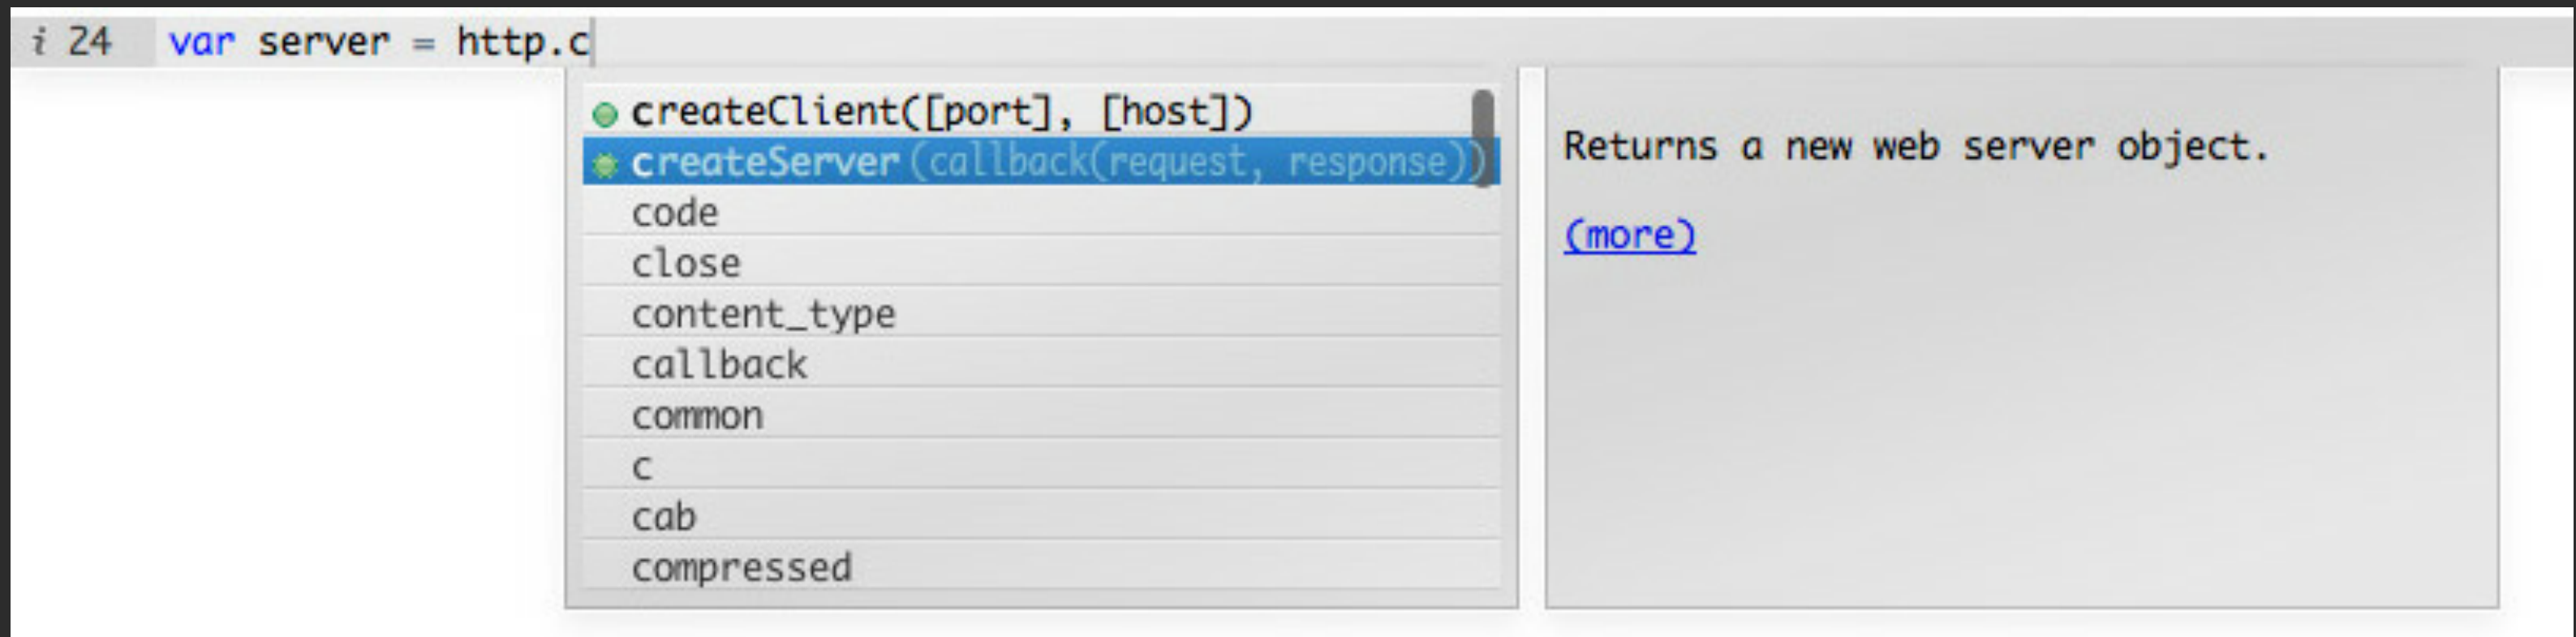 i 24 var server = http.c
createClient([port], [host])
createServer(callback(request, response))
code
close
content_type
callback
common
c
cab
compressed
Returns a new web server object.
(more)